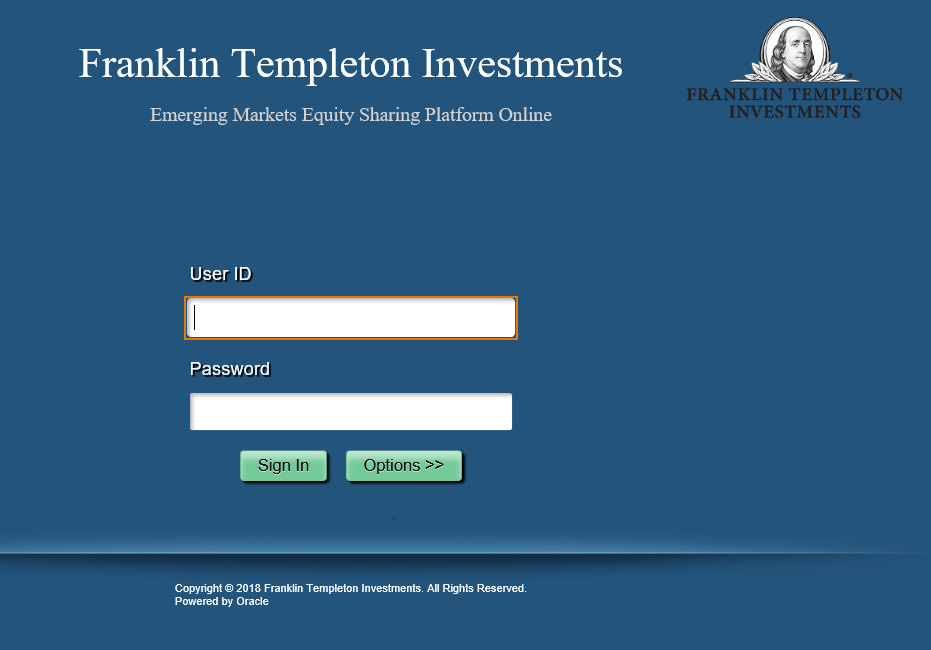 Franklin Templeton Investments
Emerging Markets Equity Sharing Platform Online
FRANKLIN TEMPLETON
INVESTMENTS
User ID
Password
Sign In
Options >>
Copyright © 2018 Franklin Templeton Investments. All Rights Reserved.
Powered by Oracle